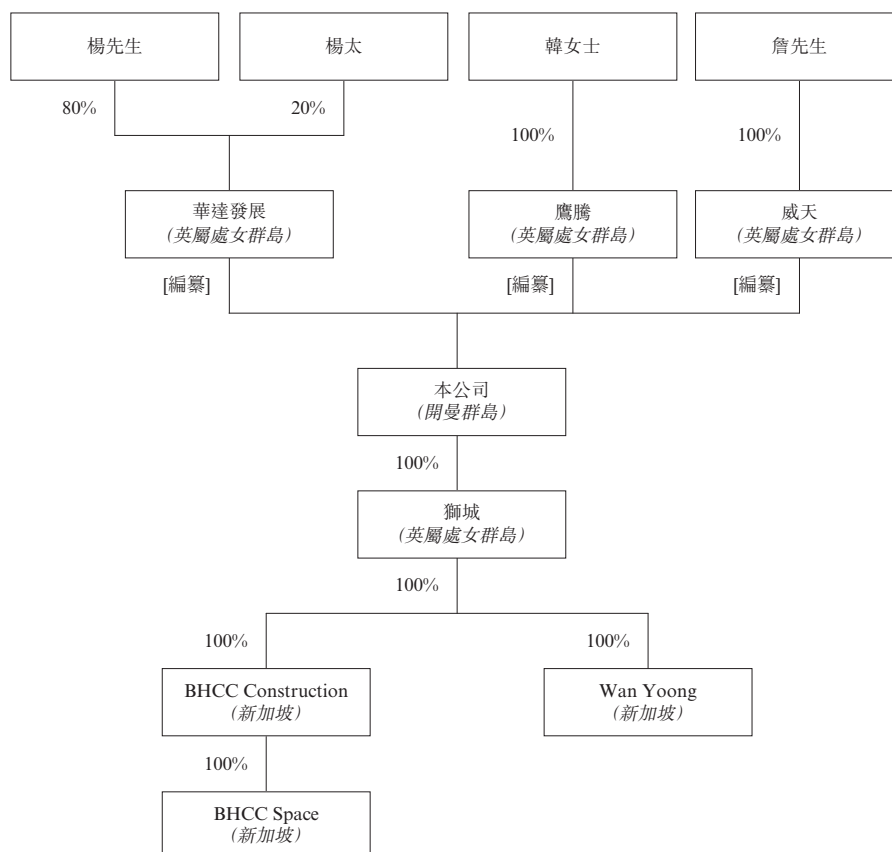 楊先生
楊太
韓女士
詹先生
80%
20%
100%
100%
華達發展
(英屬處女群島)
鷹騰
(英屬處女群島)
威天
(英屬處女群島)
[編纂]
[編纂]
[編纂]
本公司
(開曼群島)
100%
獅城
(英屬處女群島)
100%
100%
100%
BHCC Construction
(新加坡)
Wan Yoong
(新加坡)
100%
BHCC Space
(新加坡)